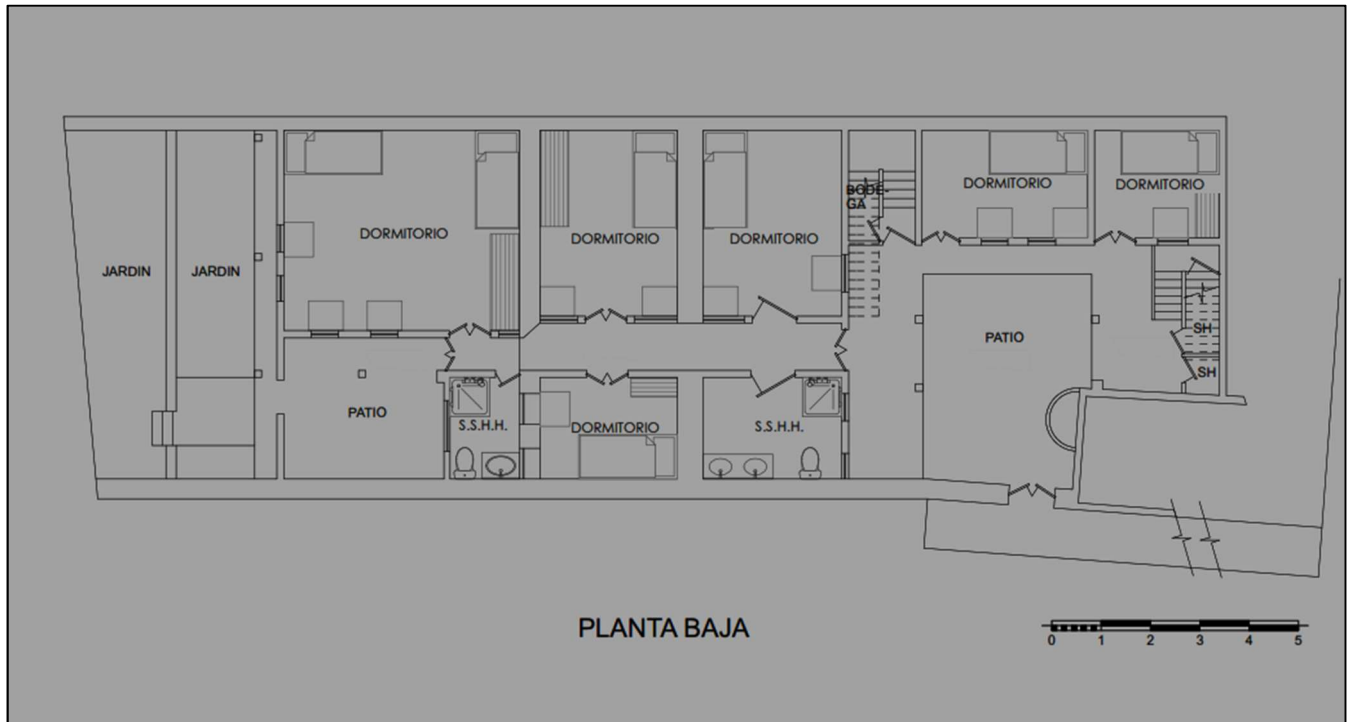 DORMITORIO
DORMITORIO
BODE-
GA
DORMITORIO
DORMITORIO
DORMITORIO
DORMITORIO
JARDIN
JARDIN
SH
PATIO
SH
PATIO
S.S.H.H.
DORMITORIO
S.S.H.H.
PLANTA BAJA
0 1 2 3 4 5